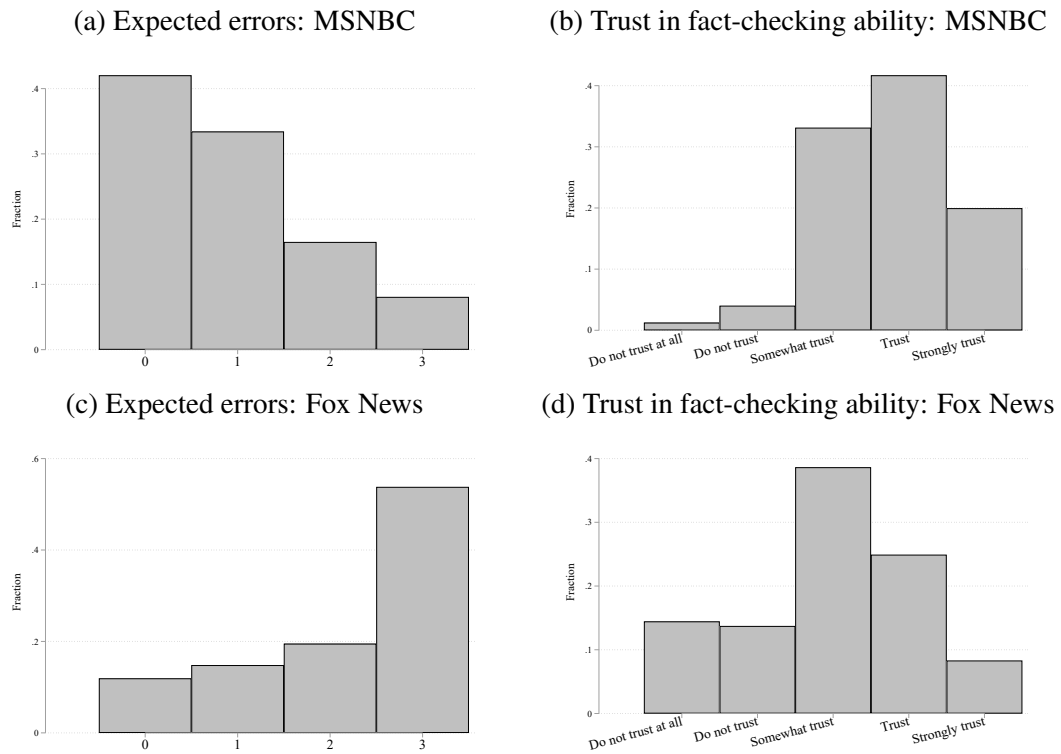 (a) Expected errors: MSNBC
Fraction
.4
.3
.2
.1
0
0 1 2 3
(b) Trust in fact-checking ability: MSNBC
Fraction
.4
.3
.2
.1
0
Do not trust at all Do not trust Somewhat trust Trust Strongly trust
(c) Expected errors: Fox News
Fraction
.6
.4
.2
0
0 1 2 3
(d) Trust in fact-checking ability: Fox News
Fraction
.4
.3
.2
.1
0
Do not trust at all Do not trust Somewhat trust Trust Strongly trust